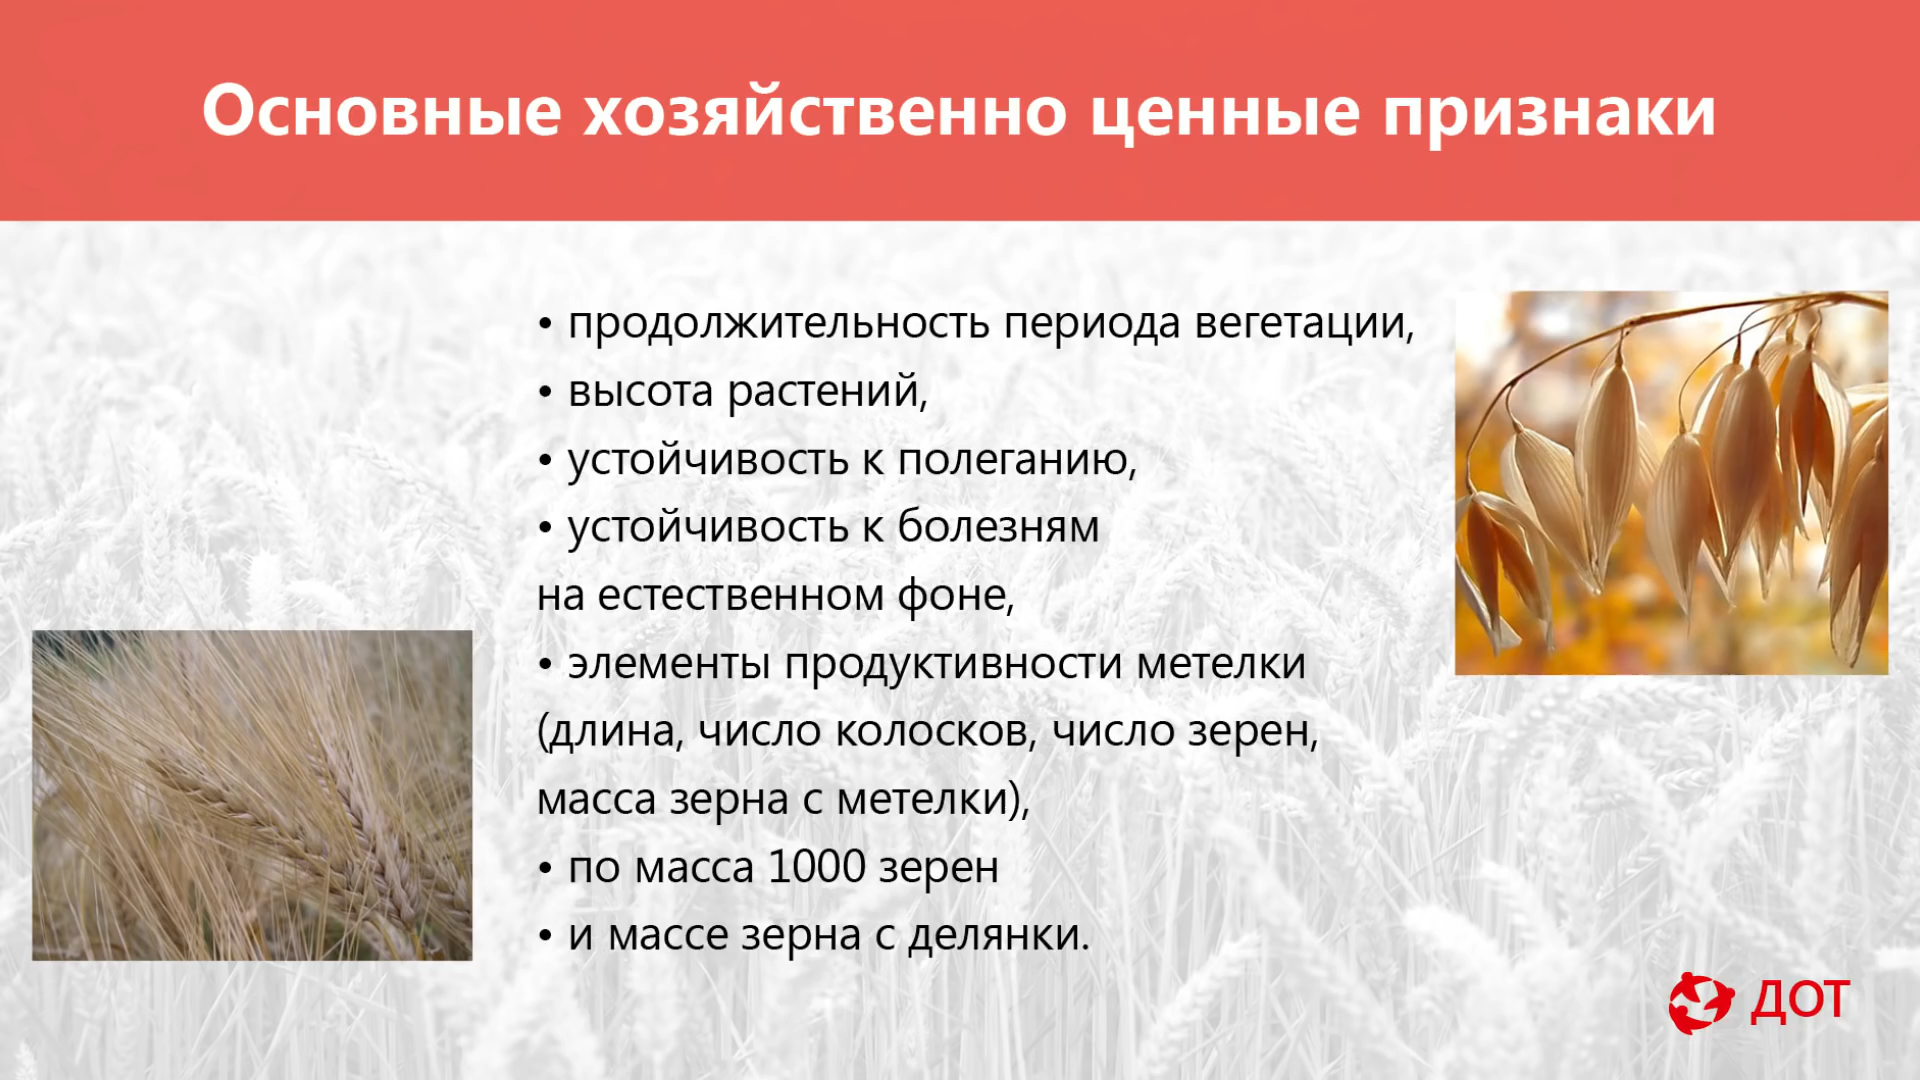 Основные хозяйственно ценные признаки
• продолжительность периода вегетации,
• высота растений,
• устойчивость к полеганию,
• устойчивость к болезням
на естественном фоне,
• элементы продуктивности метелки
(длина, число колосков, число зерен,
масса зерна с метелки),
• по масса 1000 зерен
• и массе зерна с делянки.
ДОТ